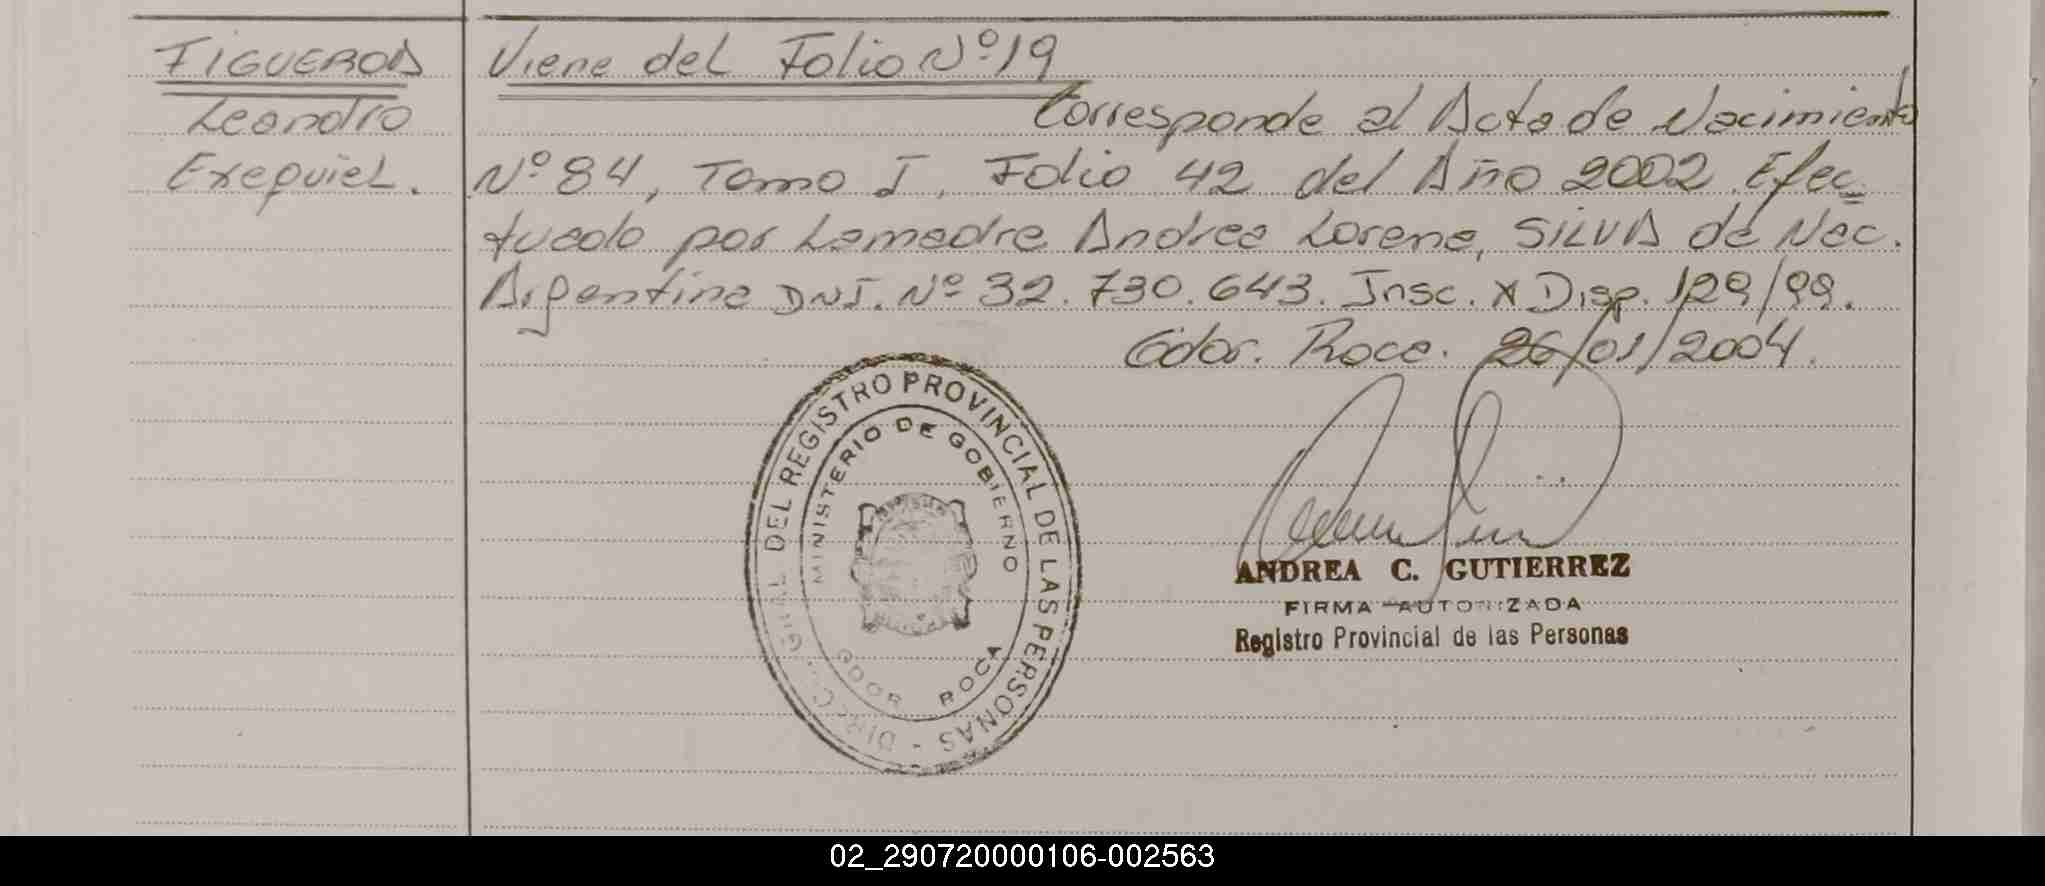 FIGUEROA
Leandro
Exequiel.
Viene del Folio Nº 19
Corresponde al Acta de Nacimiento
Nº 84, Tomo I, Folio 42 del Año 2002. Efec
tuado por La madre Andrea Lorena, SILVA de Nac.
Argentina DNI. Nº 32.730.643. Insc. x Disp. 129/99.
Gdor. Roca. 26/01/2004.
DIREC. GRAL. DEL REGISTRO PROVINCIAL DE LAS PERSONAS -
MINISTERIO DE GOBIERNO
GDOR ROCA
ANDREA C. GUTIERREZ
FIRMA AUTORIZADA
Registro Provincial de las Personas
02_290720000106-002563